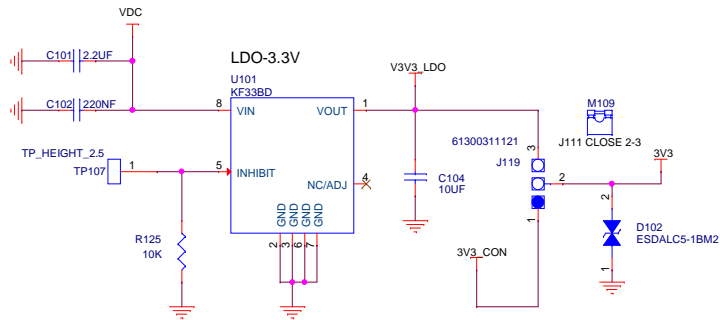 VDC
C101 2.2UF
C102 220NF
LDO-3.3V
U101
KF33BD
8 VIN
VOUT 1
5 INHIBIT
NC/ADJ 4
GND GND GND GND
2 3 6 7
TP_HEIGHT_2.5
1
TP107
R125
10K
V3V3_LDO
C104
10UF
61300311121
J119
3
2
1
3V3_CON
M109
J111 CLOSE 2-3
3V3
2
D102
ESDALC5-1BM2
1